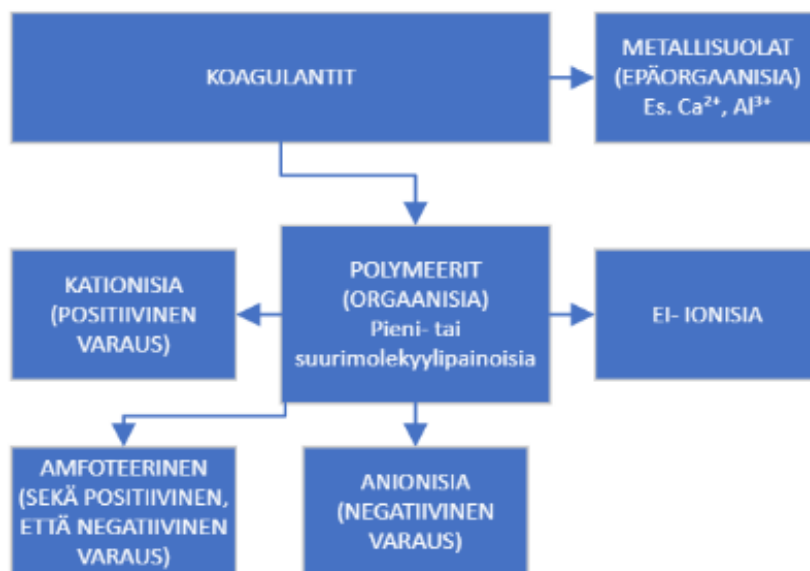 KOAGULANTIT
METALLISUOLAT
(EPÄORGAANISIA)
Es. Ca²⁺, Al³⁺
KATIONISIA
(POSITIIVINEN
VARAUS)
POLYMEERIT
(ORGAANISIA)
Pieni- tai
suurimolekyylipainoisia
EI- IONISIA
AMFOTEERINEN
(SEKÄ POSITIIVINEN,
ETTÄ NEGATIIVINEN
VARAUS)
ANIONISIA
(NEGATIIVINEN
VARAUS)